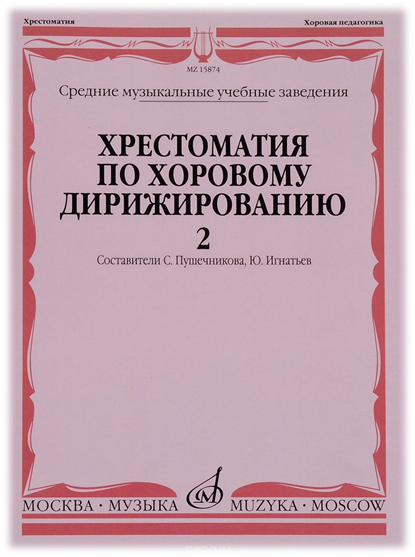 Хрестоматия Хоровая педагогика
MZ 15874
Средние музыкальные учебные заведения
ХРЕСТОМАТИЯ
ПО ХОРОВОМУ
ДИРИЖИРОВАНИЮ
2
Составители С. Пушечникова, Ю. Игнатьев
МОСКВА · МУЗЫКА MUZYKA · MOSCOW